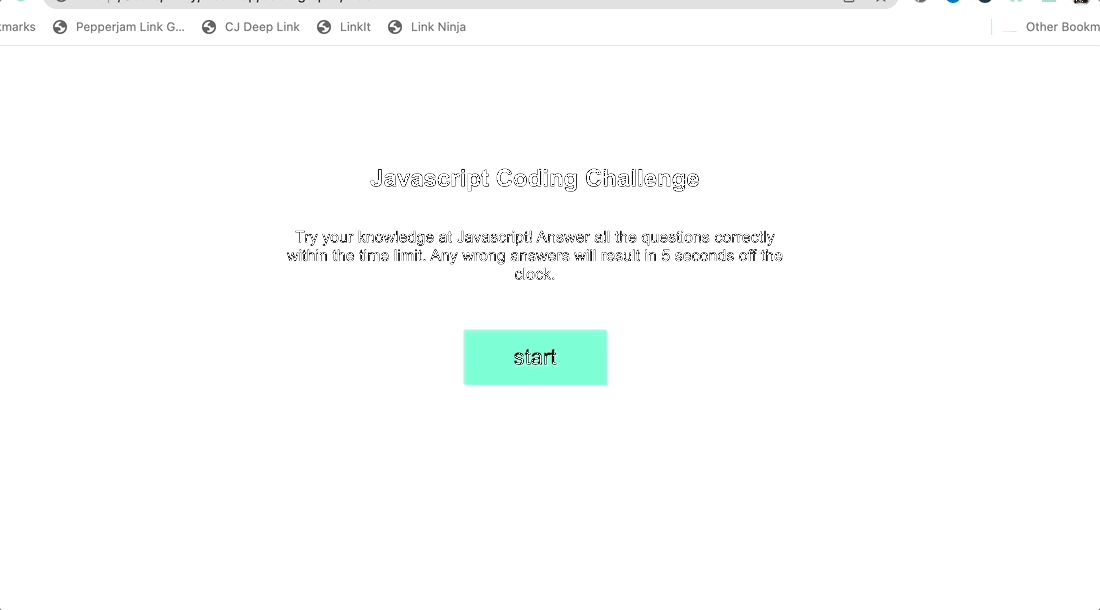 kmarks Pepperjam Link G... CJ Deep Link LinkIt Link Ninja Other Bookm
Javascript Coding Challenge
Try your knowledge at Javascript! Answer all the questions correctly
within the time limit. Any wrong answers will result in 5 seconds off the
clock.
start